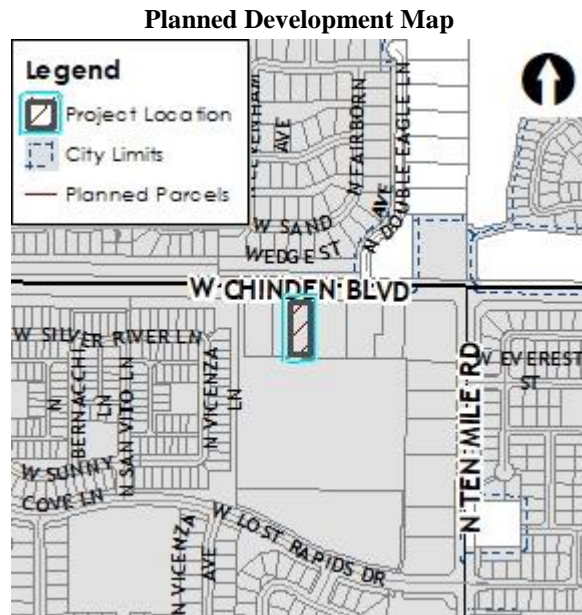 Planned Development Map
Legend
Project Location
City Limits
Planned Parcels
AVE
N FAIRBORN
AVE
N DOUBLE EAGLE LN
W SAND
WEDGE ST
W CHINDEN BLVD
W SILVER RIVER LN
N
BERNACCHI
LN
N SAN VITO LN
N VICENZA
LN
W EVEREST
ST
N TEN MILE RD
W SUNNY
COVE LN
W LOST RAPIDS DR
N VICENZA
AVE